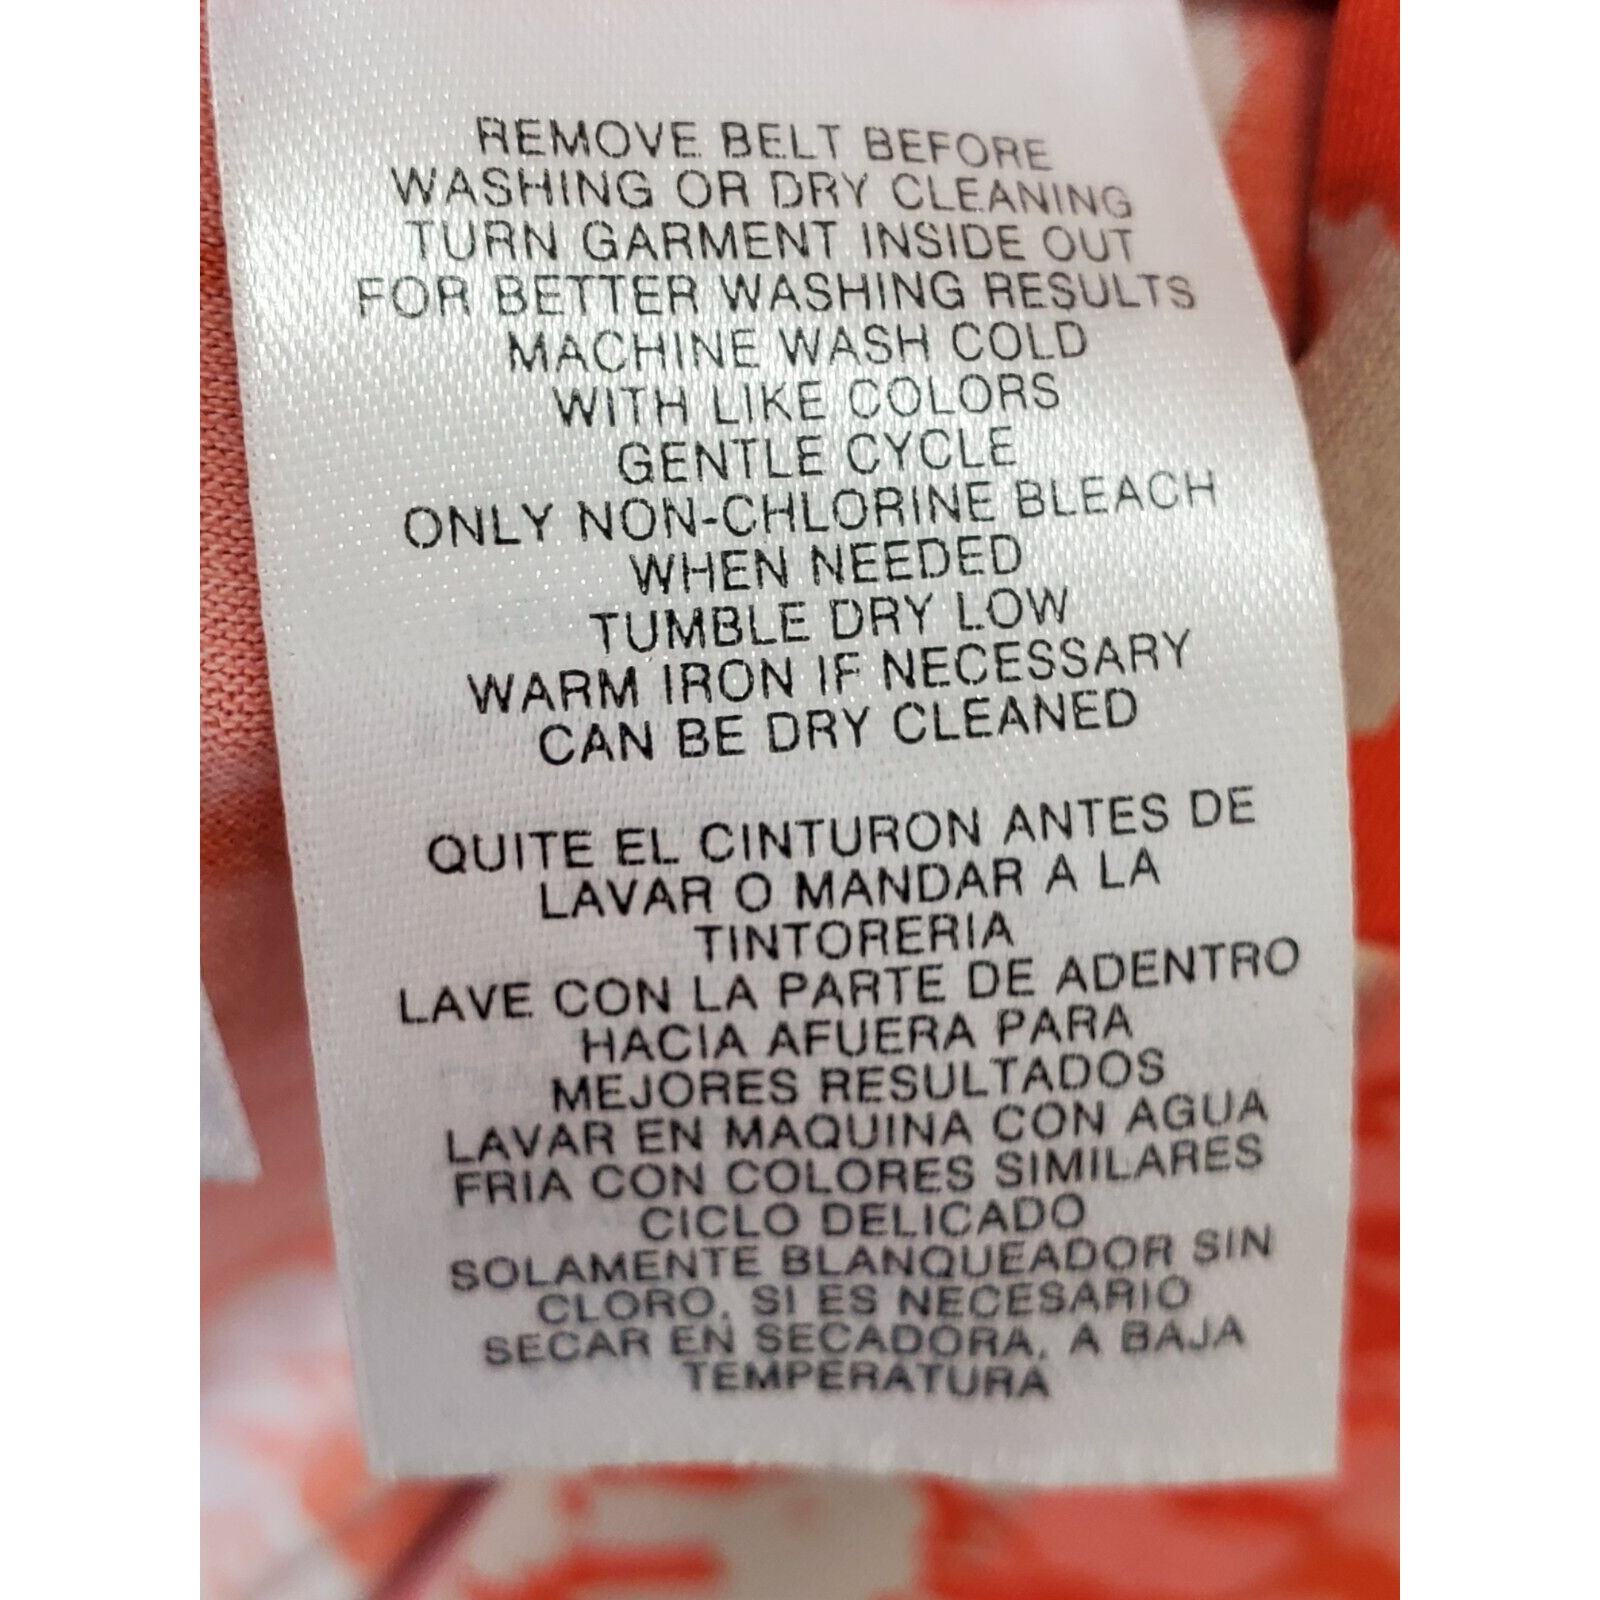 REMOVE BELT BEFORE
WASHING OR DRY CLEANING
TURN GARMENT INSIDE OUT
FOR BETTER WASHING RESULTS
MACHINE WASH COLD
WITH LIKE COLORS
GENTLE CYCLE
ONLY NON-CHLORINE BLEACH
WHEN NEEDED
TUMBLE DRY LOW
WARM IRON IF NECESSARY
CAN BE DRY CLEANED
QUITE EL CINTURON ANTES DE
LAVAR O MANDAR A LA
TINTORERIA
LAVE CON LA PARTE DE ADENTRO
HACIA AFUERA PARA
MEJORES RESULTADOS
LAVAR EN MAQUINA CON AGUA
FRIA CON COLORES SIMILARES
CICLO DELICADO
SOLAMENTE BLANQUEADOR SIN
CLORO, SI ES NECESARIO
SECAR EN SECADORA, A BAJA
TEMPERATURA